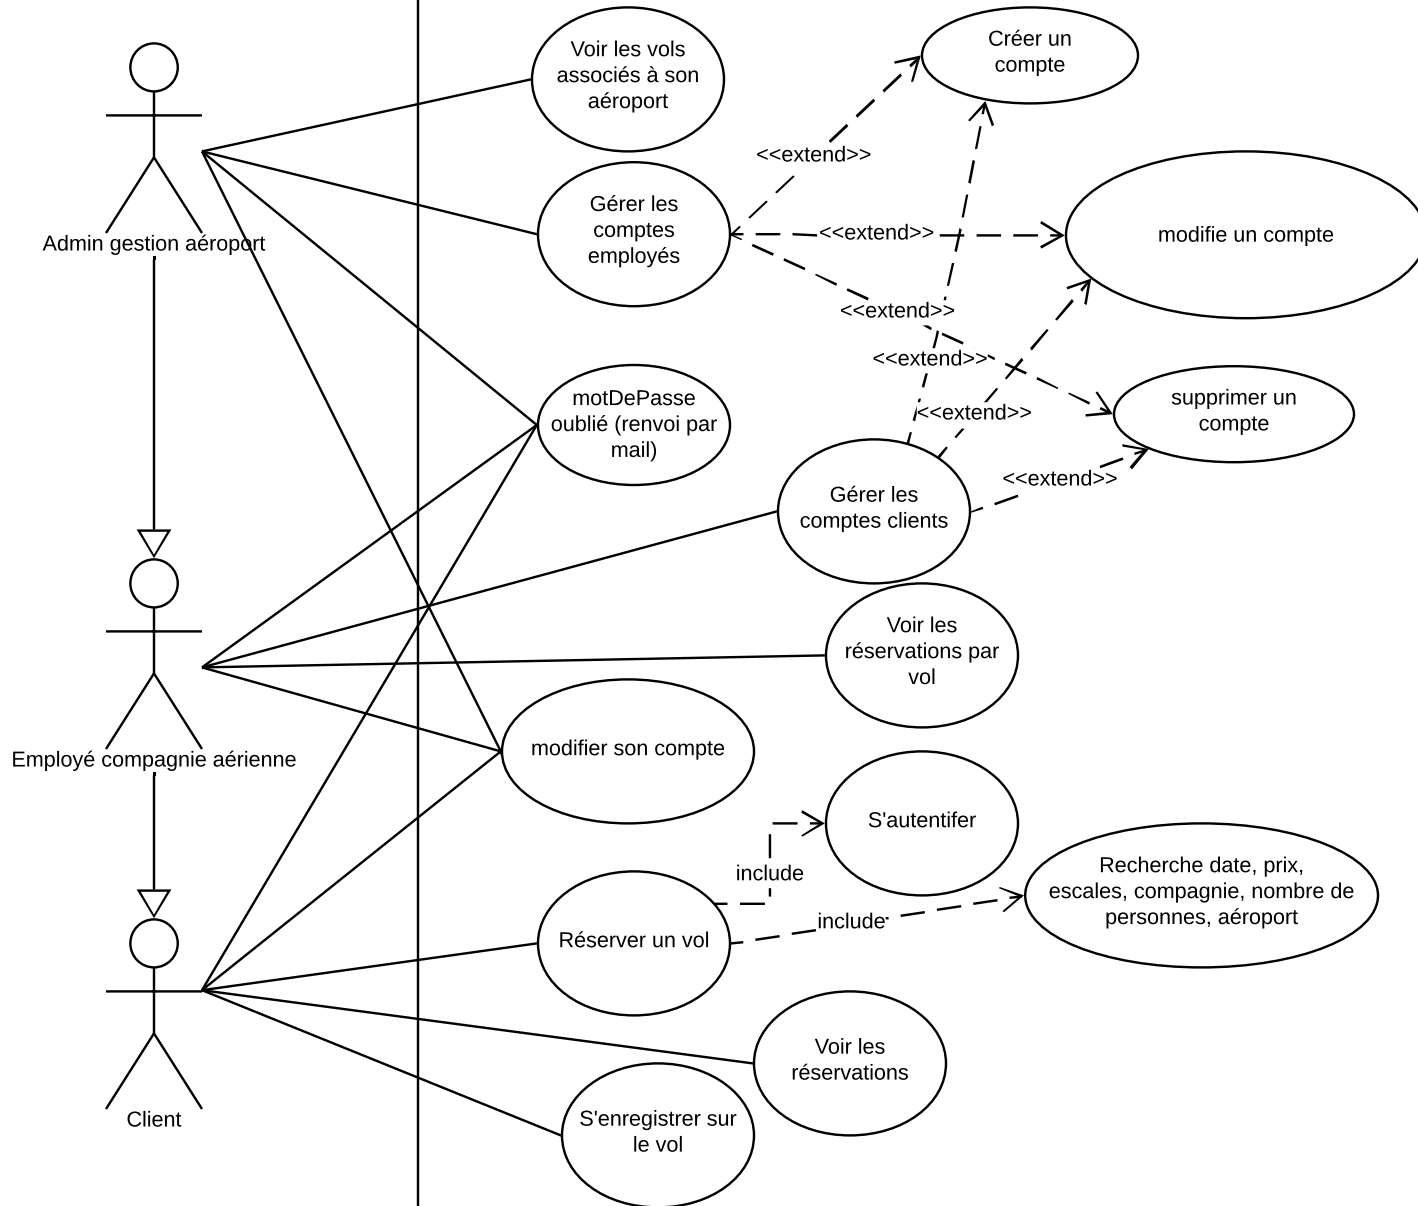 Voir les vols
associés à son
aéroport
Créer un
compte
<<extend>>
Gérer les
comptes
employés
<<extend>>
modifie un compte
Admin gestion aéroport
<<extend>>
<<extend>>
motDePasse
oublié (renvoi par
mail)
<<extend>>
supprimer un
compte
<<extend>>
Gérer les
comptes clients
Voir les
réservations par
vol
modifier son compte
Employé compagnie aérienne
S'autentifer
include
Recherche date, prix,
escales, compagnie, nombre de
personnes, aéroport
include
Réserver un vol
Voir les
réservations
S'enregistrer sur
le vol
Client